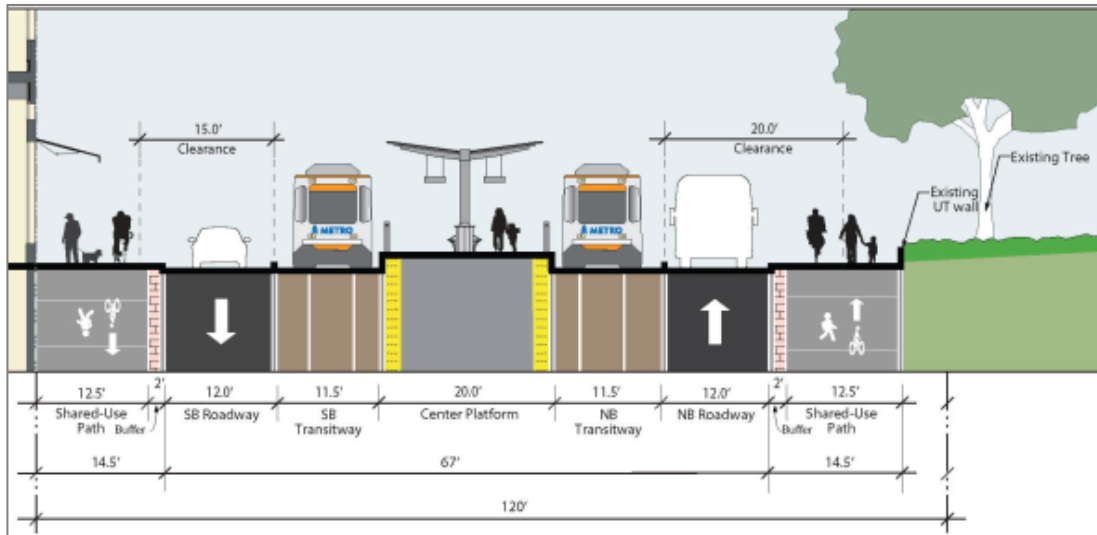 15.0'
Clearance
20.0'
Clearance
Existing Tree
Existing
UT wall
METRO
METRO
12.5'
2'
12.0'
11.5'
20.0'
11.5'
12.0'
2'
12.5'
Shared-Use
Path
Buffer
SB Roadway
SB
Transitway
Center Platform
NB
Transitway
NB Roadway
Buffer
Shared-Use
Path
14.5'
67'
14.5'
120'